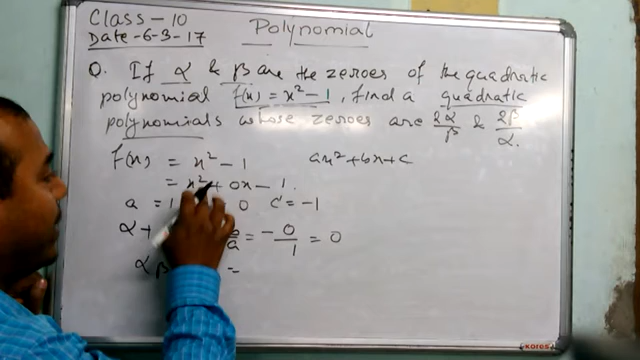 Class - 10
Polynomial
Date - 6-3-17
Q. If α & β are the zeroes of the quadratic
polynomial f(x) = x² - 1, find a quadratic
polynomials whose zeroes are 2α/β & 2β/α.
f(x) = x² - 1 ax² + bx + c
= x² + 0x - 1.
a = 1 0 c = -1
α + b/a = -0/1 = 0
α β =
KORES